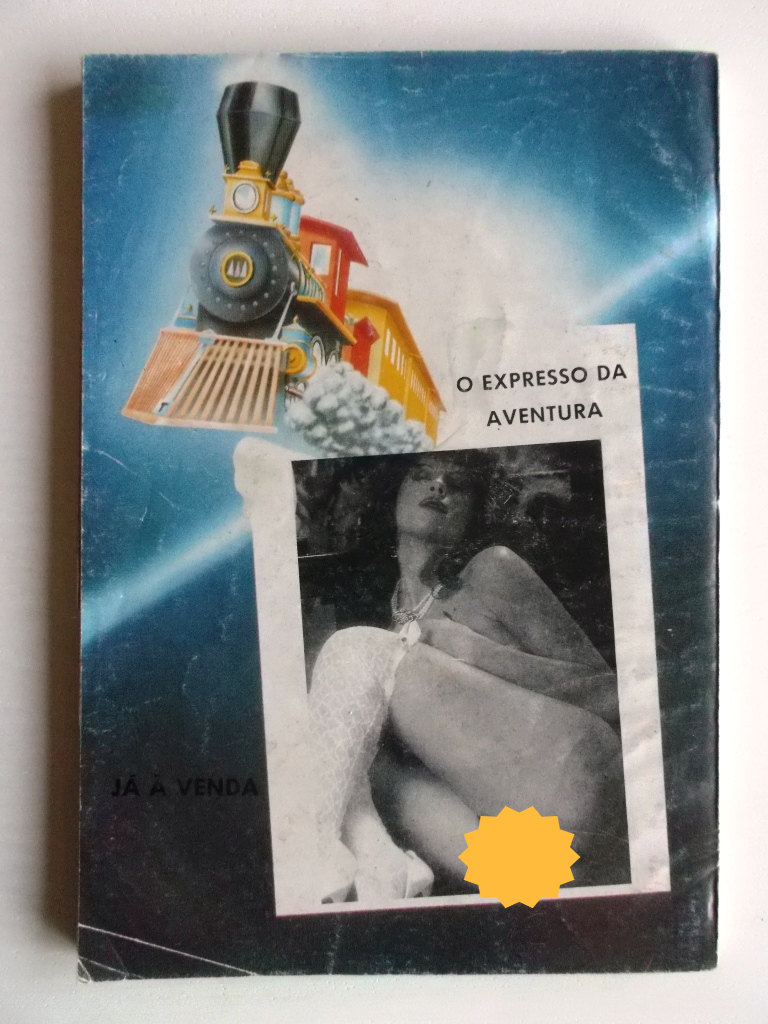 O EXPRESSO DA
AVENTURA
JÁ À VENDA